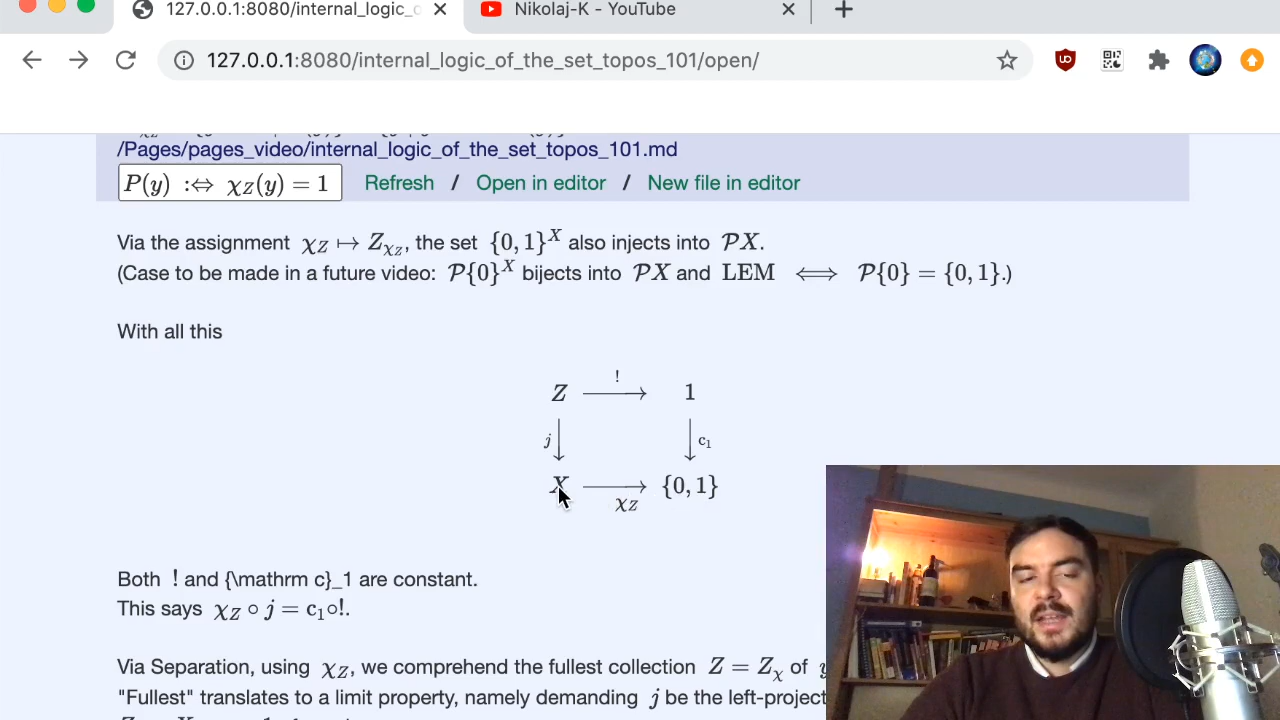 127.0.0.1:8080/internal_logic_o
Nikolaj-K - YouTube
127.0.0.1:8080/internal_logic_of_the_set_topos_101/open/
/Pages/pages_video/internal_logic_of_the_set_topos_101.md
P(y) :⇔ χ_Z(y) = 1
Refresh / Open in editor / New file in editor
Via the assignment χ_Z ↦ Z_{χ_Z}, the set {0, 1}^X also injects into 𝒫X.
(Case to be made in a future video: 𝒫{0}^X bijects into 𝒫X and LEM ⟺ 𝒫{0} = {0, 1}.)
With all this
!
Z ⟶ 1
j ↓ ↓ c₁
X ⟶ {0, 1}
χ_Z
Both ! and {\mathrm c}_1 are constant.
This says χ_Z ∘ j = c₁∘!.
Via Separation, using χ_Z, we comprehend the fullest collection Z = Z_χ of
"Fullest" translates to a limit property, namely demanding j be the left-project